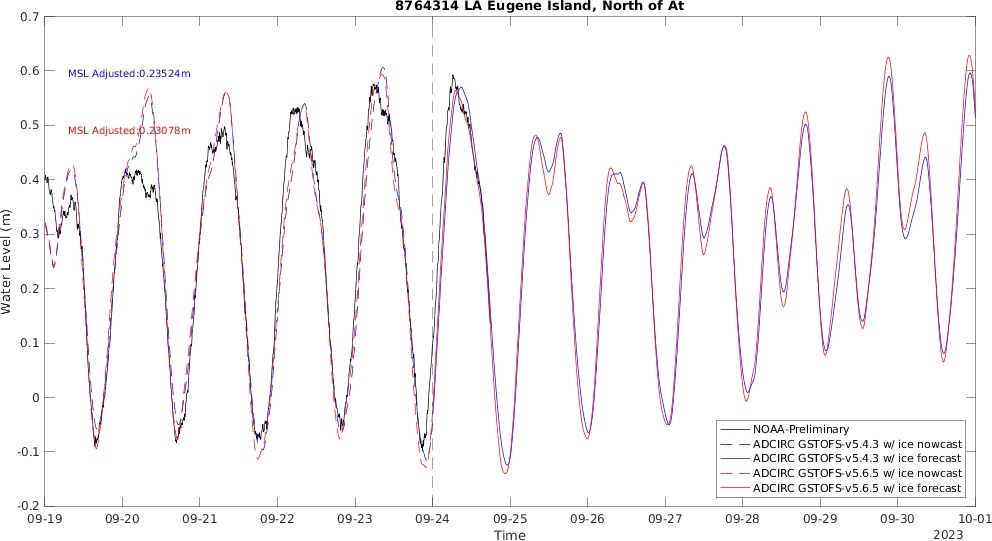 8764314 LA Eugene Island, North of At
0.7
0.6
0.5
0.4
0.3
0.2
0.1
0
-0.1
-0.2
Water Level (m)
MSL Adjusted:0.23524m
MSL Adjusted:0.23078m
NOAA-Preliminary
ADCIRC GSTOFS-v5.4.3 w/ ice nowcast
ADCIRC GSTOFS-v5.4.3 w/ ice forecast
ADCIRC GSTOFS-v5.6.5 w/ ice nowcast
ADCIRC GSTOFS-v5.6.5 w/ ice forecast
09-19 09-20 09-21 09-22 09-23 09-24 09-25 09-26 09-27 09-28 09-29 09-30 10-01
Time
2023